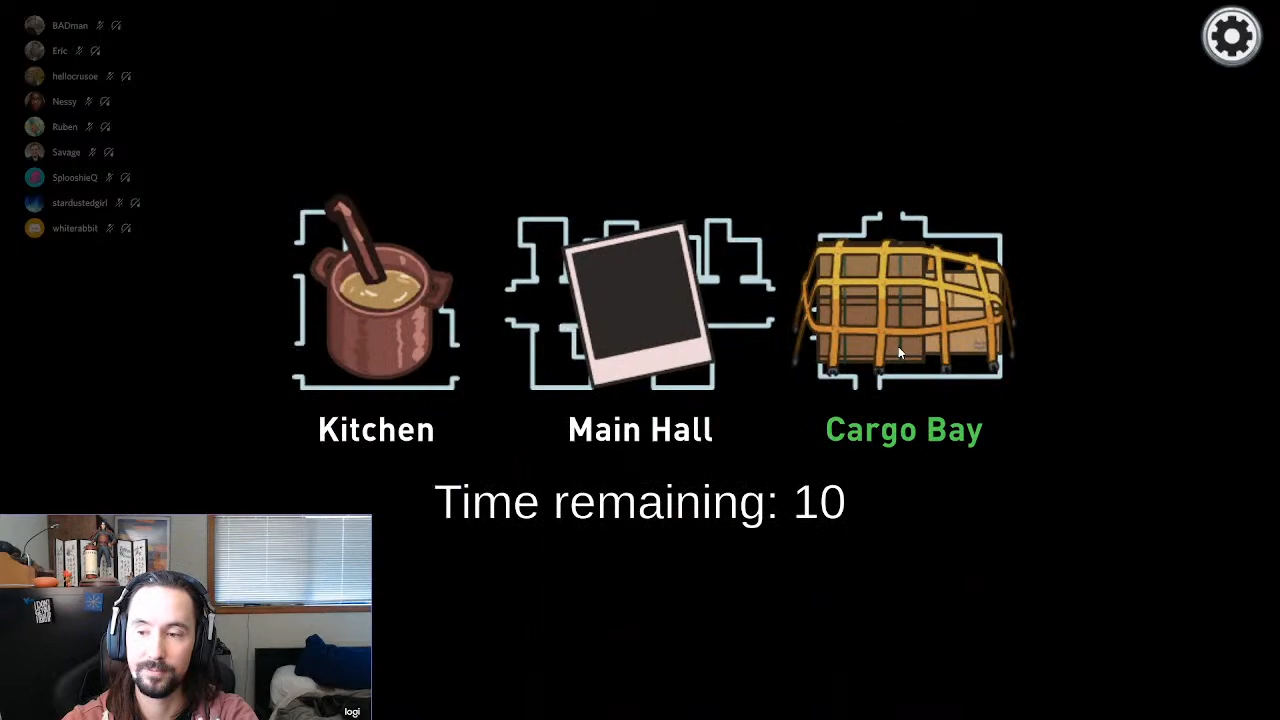 BADman
Eric
hellocrusoe
Nessy
Ruben
Savage
SplooshieQ
stardustedgirl
whiterabbit
Kitchen
Main Hall
Cargo Bay
Time remaining: 10
logi